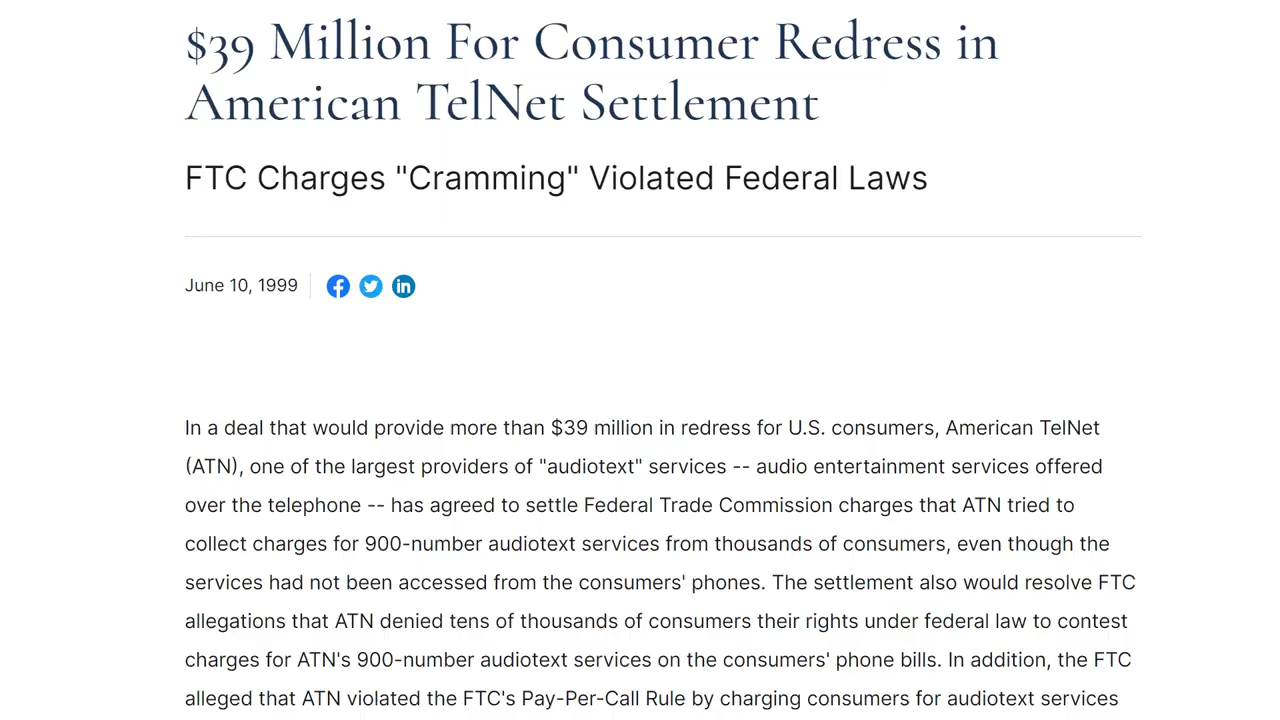 $39 Million For Consumer Redress in
American TelNet Settlement
FTC Charges "Cramming" Violated Federal Laws
June 10, 1999
In a deal that would provide more than $39 million in redress for U.S. consumers, American TelNet
(ATN), one of the largest providers of "audiotext" services -- audio entertainment services offered
over the telephone -- has agreed to settle Federal Trade Commission charges that ATN tried to
collect charges for 900-number audiotext services from thousands of consumers, even though the
services had not been accessed from the consumers' phones. The settlement also would resolve FTC
allegations that ATN denied tens of thousands of consumers their rights under federal law to contest
charges for ATN's 900-number audiotext services on the consumers' phone bills. In addition, the FTC
alleged that ATN violated the FTC's Pay-Per-Call Rule by charging consumers for audiotext services